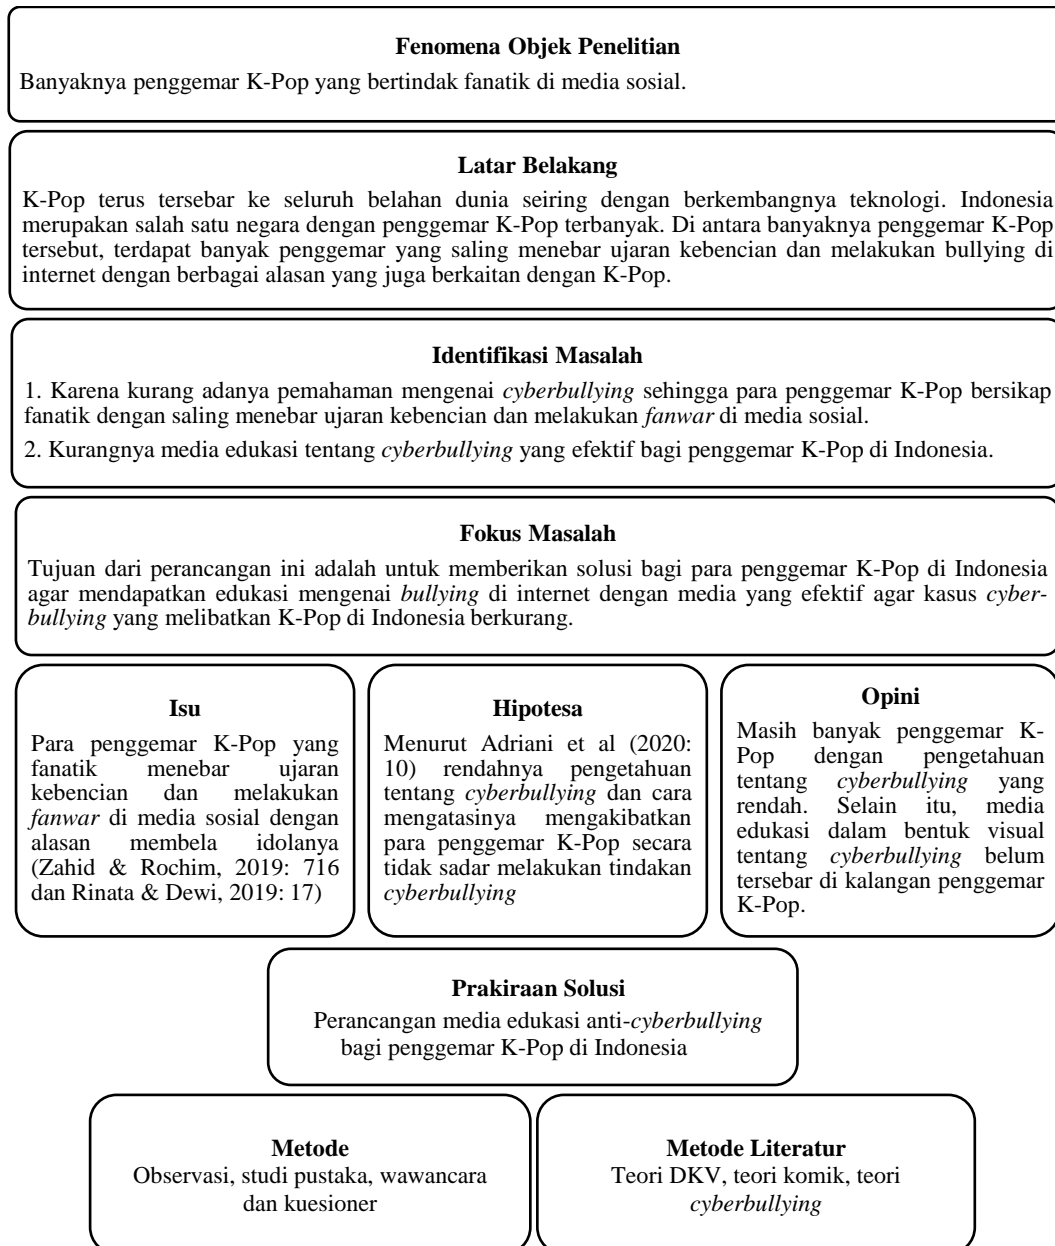 Fenomena Objek Penelitian
Banyaknya penggemar K-Pop yang bertindak fanatik di media sosial.
Latar Belakang
K-Pop terus tersebar ke seluruh belahan dunia seiring dengan berkembangnya teknologi. Indonesia
merupakan salah satu negara dengan penggemar K-Pop terbanyak. Di antara banyaknya penggemar K-Pop
tersebut, terdapat banyak penggemar yang saling menebar ujaran kebencian dan melakukan bullying di
internet dengan berbagai alasan yang juga berkaitan dengan K-Pop.
Identifikasi Masalah
1. Karena kurang adanya pemahaman mengenai cyberbullying sehingga para penggemar K-Pop bersikap
fanatik dengan saling menebar ujaran kebencian dan melakukan fanwar di media sosial.
2. Kurangnya media edukasi tentang cyberbullying yang efektif bagi penggemar K-Pop di Indonesia.
Fokus Masalah
Tujuan dari perancangan ini adalah untuk memberikan solusi bagi para penggemar K-Pop di Indonesia
agar mendapatkan edukasi mengenai bullying di internet dengan media yang efektif agar kasus cyber-
bullying yang melibatkan K-Pop di Indonesia berkurang.
Isu
Para penggemar K-Pop yang
fanatik menebar ujaran
kebencian dan melakukan
fanwar di media sosial dengan
alasan membela idolanya
(Zahid & Rochim, 2019: 716
dan Rinata & Dewi, 2019: 17)
Hipotesa
Menurut Adriani et al (2020:
10) rendahnya pengetahuan
tentang cyberbullying dan cara
mengatasinya mengakibatkan
para penggemar K-Pop secara
tidak sadar melakukan tindakan
cyberbullying
Opini
Masih banyak penggemar K-
Pop dengan pengetahuan
tentang cyberbullying yang
rendah. Selain itu, media
edukasi dalam bentuk visual
tentang cyberbullying belum
tersebar di kalangan penggemar
K-Pop.
Prakiraan Solusi
Perancangan media edukasi anti-cyberbullying
bagi penggemar K-Pop di Indonesia
Metode
Observasi, studi pustaka, wawancara
dan kuesioner
Metode Literatur
Teori DKV, teori komik, teori
cyberbullying